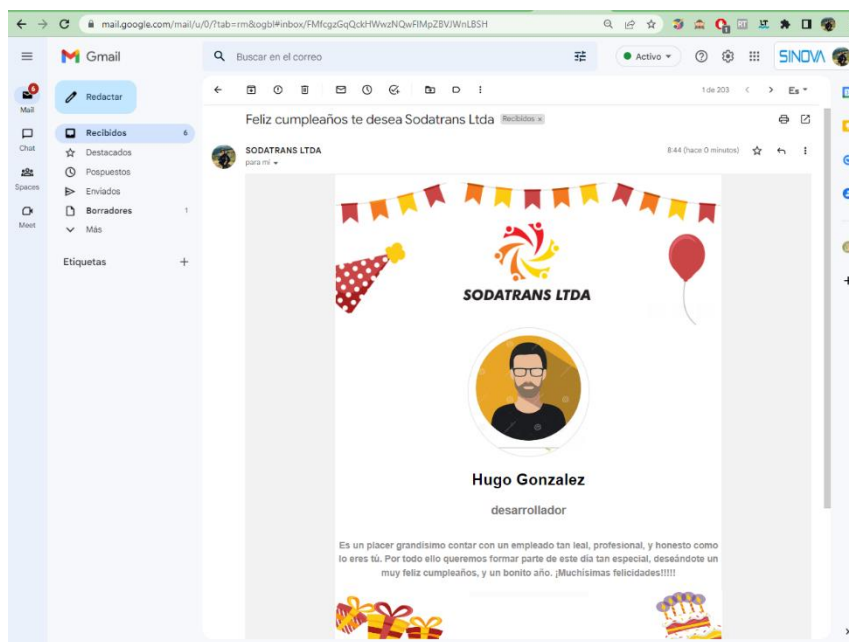 mail.google.com/mail/u/0/?tab=rm&ogbl#inbox/FMfcgzGqQckHWwzNQwFlMpZBVJWnLBSH
Gmail
Buscar en el correo
Activo
SINOVA
6
Mail
Redactar
1 de 203
Es
Recibidos 6
Feliz cumpleaños te desea Sodatrans Ltda Recibidos x
Chat
Destacados
SODATRANS LTDA
8:44 (hace 0 minutos)
para mí
Pospuestos
Spaces
Enviados
Borradores 1
Meet
Más
Etiquetas +
SODATRANS LTDA
Hugo Gonzalez
desarrollador
Es un placer grandísimo contar con un empleado tan leal, profesional, y honesto como
lo eres tú. Por todo ello queremos formar parte de este día tan especial, deseándote un
muy feliz cumpleaños, y un bonito año. ¡Muchísimas felicidades!!!!!